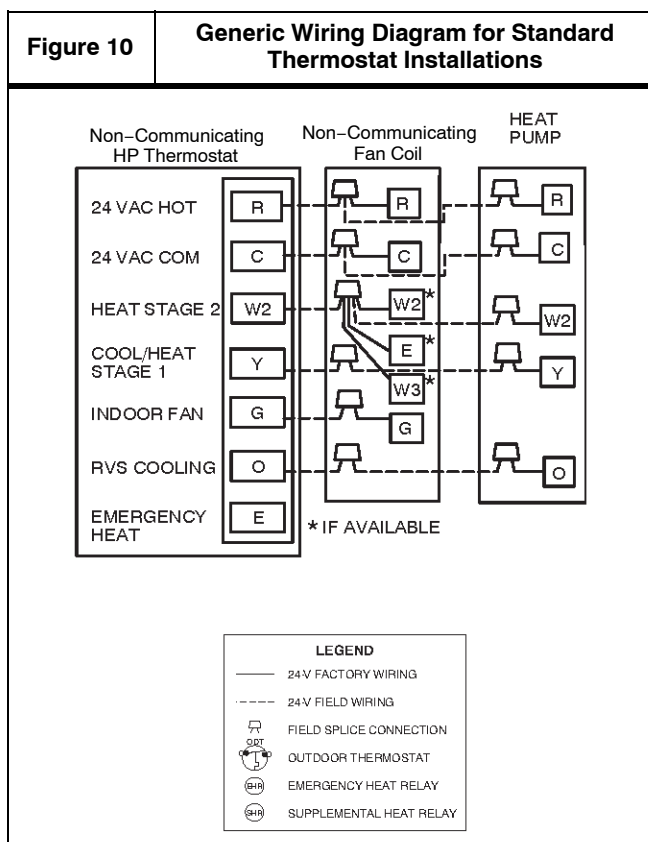 Figure 10
Generic Wiring Diagram for Standard
Thermostat Installations
Non−Communicating
HP Thermostat
Non−Communicating
Fan Coil
HEAT
PUMP
24 VAC HOT R R R
24 VAC COM C C C
HEAT STAGE 2 W2 W2* W2
E*
COOL/HEAT
STAGE 1 Y W3* Y
INDOOR FAN G G
RVS COOLING O O
EMERGENCY
HEAT E
* IF AVAILABLE
LEGEND
24-V FACTORY WIRING
24-V FIELD WIRING
FIELD SPLICE CONNECTION
ODT
OUTDOOR THERMOSTAT
EHR EMERGENCY HEAT RELAY
SHR SUPPLEMENTAL HEAT RELAY